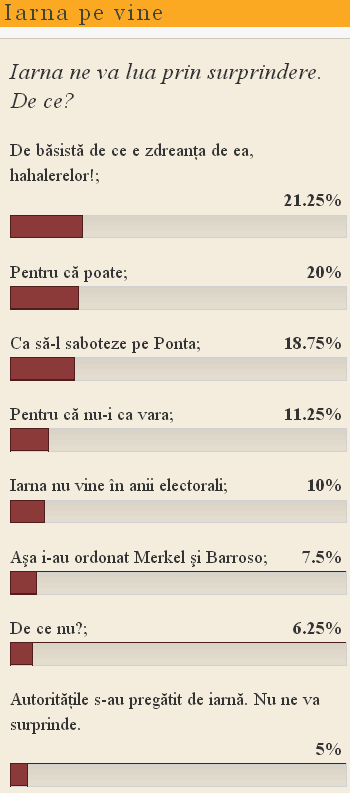 Iarna pe vine
Iarna ne va lua prin surprindere.
De ce?
De băsistă de ce e zdreanța de ea,
hahalerelor!;
21.25%
Pentru că poate; 20%
Ca să-l saboteze pe Ponta; 18.75%
Pentru că nu-i ca vara; 11.25%
Iarna nu vine în anii electorali; 10%
Așa i-au ordonat Merkel și Barroso; 7.5%
De ce nu?; 6.25%
Autoritățile s-au pregătit de iarnă. Nu ne va
surprinde.
5%